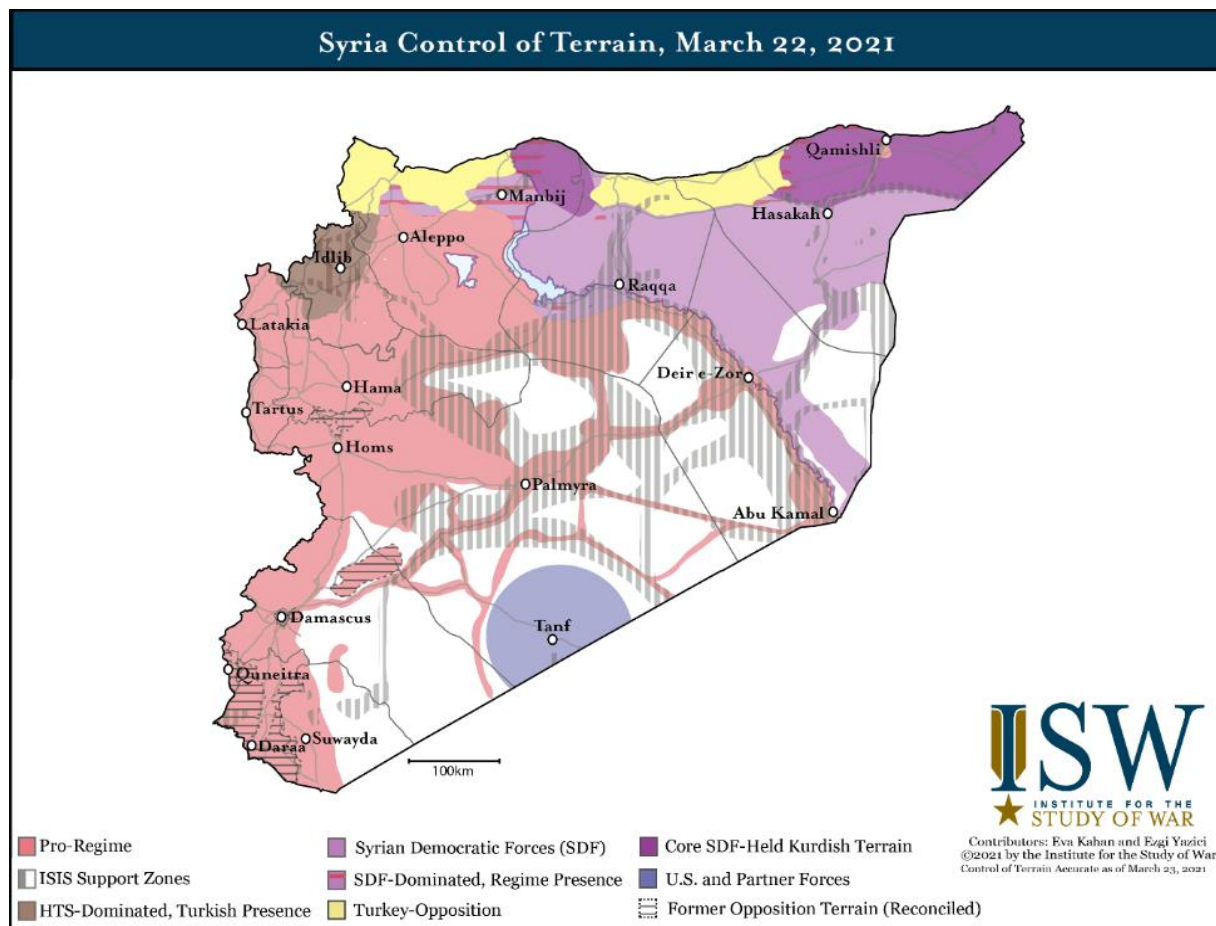 Syria Control of Terrain, March 22, 2021
Qamishli
Manbij
Hasakah
Aleppo
Idlib
Raqqa
Latakia
Deir e-Zor
Hama
Tartus
Homs
Palmyra
Abu Kamal
Damascus
Tanf
Quneitra
Suwayda
Daraa
100km
ISW
INSTITUTE FOR THE
STUDY OF WAR
Contributors: Eva Kahan and Ezgi Yazici
©2021 by the Institute for the Study of War
Control of Terrain Accurate as of March 23, 2021
Pro-Regime
Syrian Democratic Forces (SDF)
Core SDF-Held Kurdish Terrain
ISIS Support Zones
SDF-Dominated, Regime Presence
U.S. and Partner Forces
HTS-Dominated, Turkish Presence
Turkey-Opposition
Former Opposition Terrain (Reconciled)